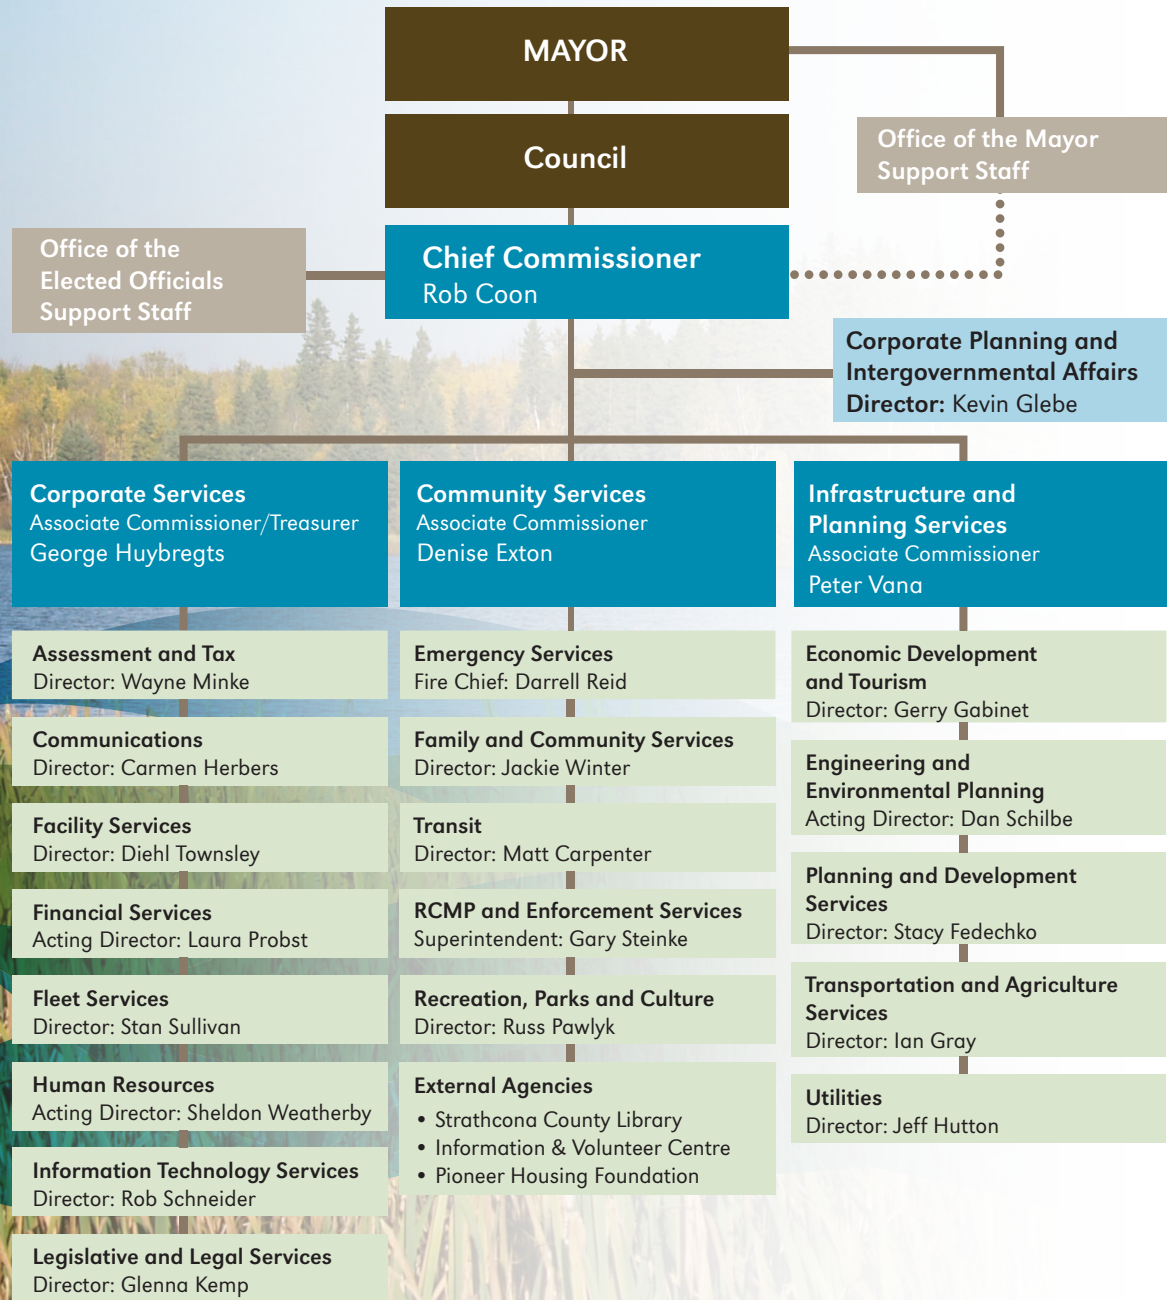 MAYOR
Council
Office of the Mayor
Support Staff
Office of the
Elected Officials
Support Staff
Chief Commissioner
Rob Coon
Corporate Planning and
Intergovernmental Affairs
Director: Kevin Glebe
Corporate Services
Associate Commissioner/Treasurer
George Huybregts
Assessment and Tax
Director: Wayne Minke
Communications
Director: Carmen Herbers
Facility Services
Director: Diehl Townsley
Financial Services
Acting Director: Laura Probst
Fleet Services
Director: Stan Sullivan
Human Resources
Acting Director: Sheldon Weatherby
Information Technology Services
Director: Rob Schneider
Legislative and Legal Services
Director: Glenna Kemp
Community Services
Associate Commissioner
Denise Exton
Emergency Services
Fire Chief: Darrell Reid
Family and Community Services
Director: Jackie Winter
Transit
Director: Matt Carpenter
RCMP and Enforcement Services
Superintendent: Gary Steinke
Recreation, Parks and Culture
Director: Russ Pawlyk
External Agencies
• Strathcona County Library
• Information & Volunteer Centre
• Pioneer Housing Foundation
Infrastructure and
Planning Services
Associate Commissioner
Peter Vana
Economic Development
and Tourism
Director: Gerry Gabinet
Engineering and
Environmental Planning
Acting Director: Dan Schilbe
Planning and Development
Services
Director: Stacy Fedechko
Transportation and Agriculture
Services
Director: Ian Gray
Utilities
Director: Jeff Hutton